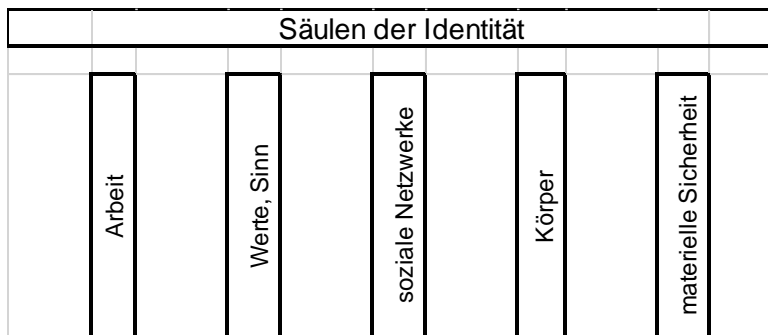 Säulen der Identität
Arbeit
Werte, Sinn
soziale Netzwerke
Körper
materielle Sicherheit